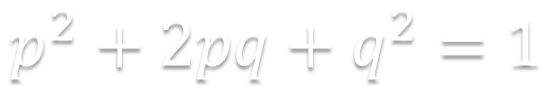 p² + 2pq + q² = 1